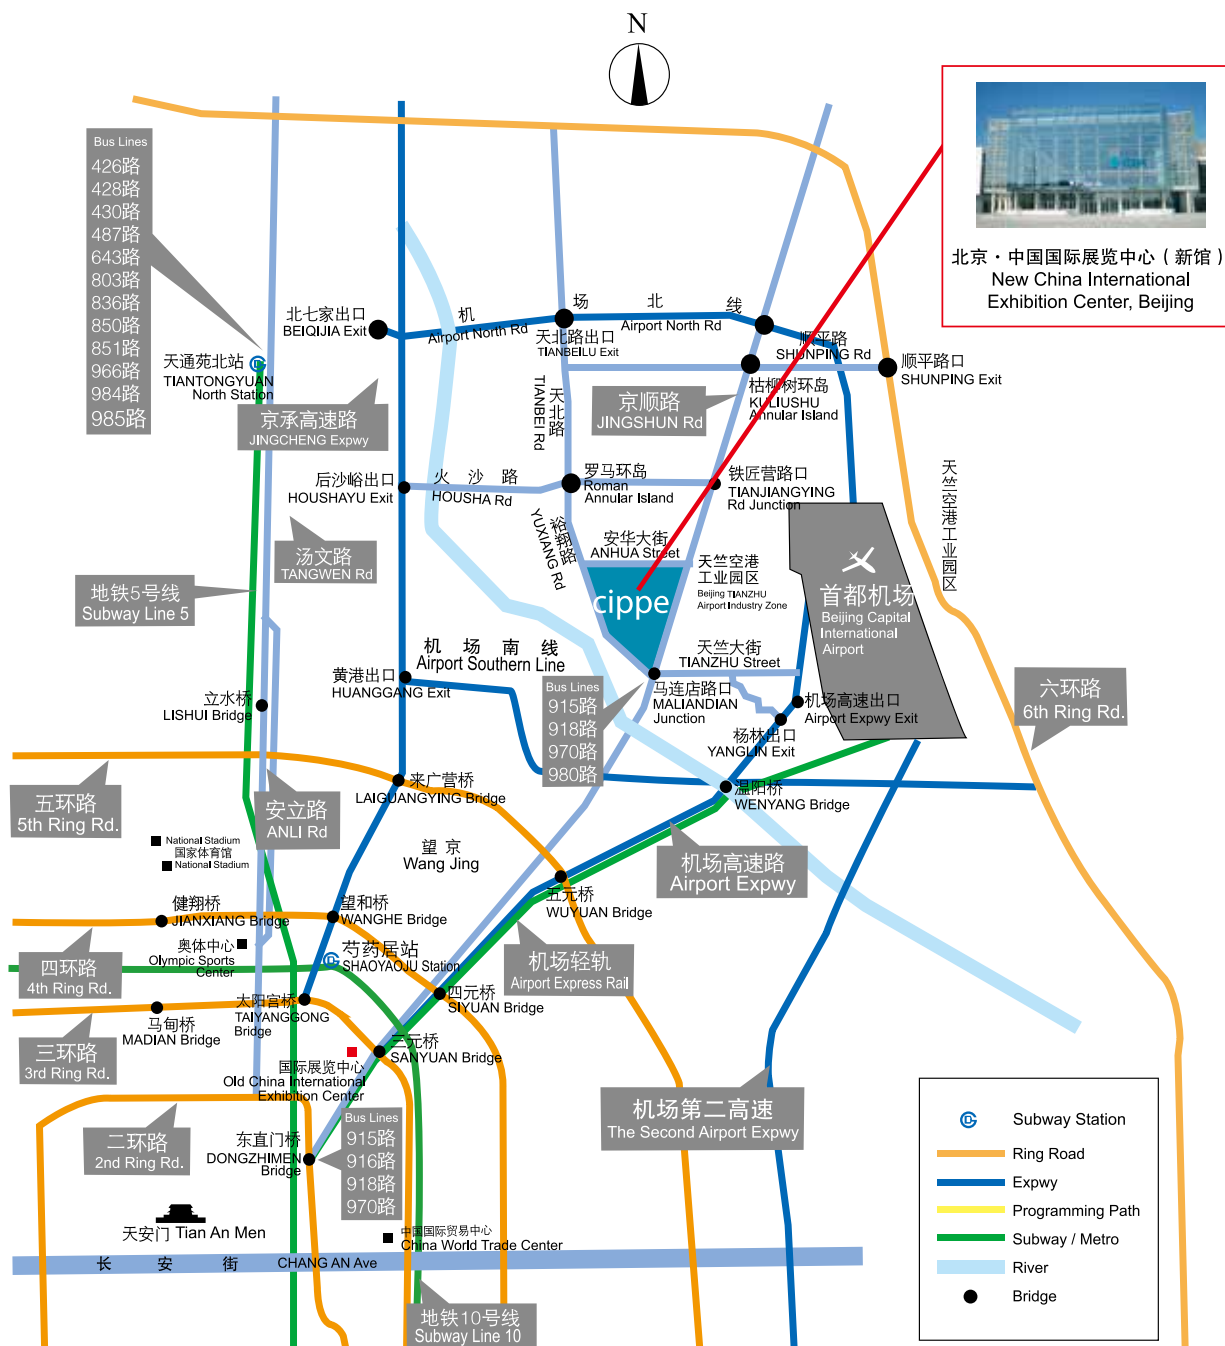 N
北京·中国国际展览中心（新馆）
New China International
Exhibition Center, Beijing
Bus Lines
426路
428路
430路
487路
643路
803路
836路
850路
851路
966路
984路
985路
北七家出口
BEIQIJIA Exit
机 场 北 线
Airport North Rd
Airport North Rd
天北路出口
TIANBEILU Exit
顺平路
SHUNPING Rd
顺平路口
SHUNPING Exit
天通苑北站
TIANTONGYUAN
North Station
京承高速路
JINGCHENG Expwy
天北路
TIANBEI Rd
京顺路
JINGSHUN Rd
枯柳树环岛
KULIUSHU
Annular Island
后沙峪出口
HOUSHAYU Exit
火 沙 路
HOUSHA Rd
罗马环岛
Roman
Annular Island
铁匠营路口
TIANJIANGYING
Rd Junction
天竺空港工业园区
汤文路
TANGWEN Rd
裕翔路
YUXIANG Rd
安华大街
ANHUA Street
天竺空港
工业园区
Beijing TIANZHU
Airport Industry Zone
地铁5号线
Subway Line 5
cippe
首都机场
Beijing Capital
International
Airport
机 场 南 线
Airport Southern Line
天竺大街
TIANZHU Street
黄港出口
HUANGGANG Exit
Bus Lines
915路
918路
970路
980路
马连店路口
MALIANDIAN
Junction
机场高速出口
Airport Expwy Exit
六环路
6th Ring Rd.
立水桥
LISHUI Bridge
杨林出口
YANGLIN Exit
五环路
5th Ring Rd.
来广营桥
LAIGUANGYING Bridge
温阳桥
WENYANG Bridge
安立路
ANLI Rd
National Stadium
国家体育馆
National Stadium
望京
Wang Jing
机场高速路
Airport Expwy
健翔桥
JIANXIANG Bridge
望和桥
WANGHE Bridge
五元桥
WUYUAN Bridge
四环路
4th Ring Rd.
奥体中心
Olympic Sports
Center
芍药居站
SHAOYAOJU Station
机场轻轨
Airport Express Rail
四元桥
SIYUAN Bridge
太阳宫桥
TAIYANGGONG
Bridge
马甸桥
MADIAN Bridge
三环路
3rd Ring Rd.
三元桥
SANYUAN Bridge
国际展览中心
Old China International
Exhibition Center
机场第二高速
The Second Airport Expwy
二环路
2nd Ring Rd.
东直门桥
DONGZHIMEN
Bridge
Bus Lines
915路
916路
918路
970路
天安门 Tian An Men
中国国际贸易中心
China World Trade Center
长 安 街 CHANG AN Ave
地铁10号线
Subway Line 10
Subway Station
Ring Road
Expwy
Programming Path
Subway / Metro
River
Bridge